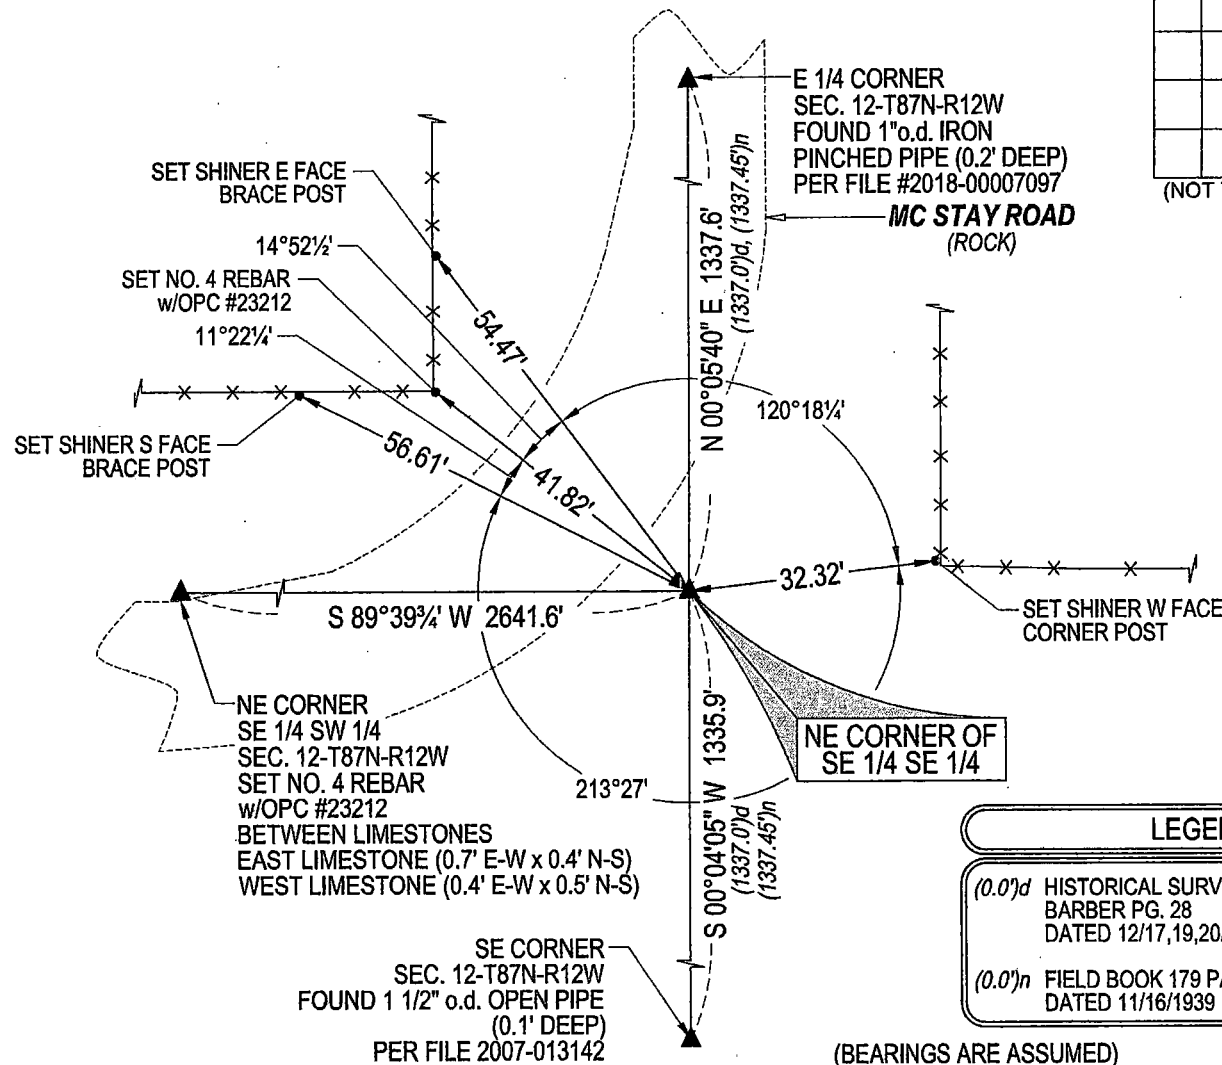 E 1/4 CORNER
SEC. 12-T87N-R12W
FOUND 1"o.d. IRON
PINCHED PIPE (0.2' DEEP)
PER FILE #2018-00007097
(NOT
MC STAY ROAD
(ROCK)
SET SHINER E FACE
BRACE POST
14°52½'
SET NO. 4 REBAR
w/OPC #23212
11°22¼'
SET SHINER S FACE
BRACE POST
54.47'
56.61'
41.82'
N 00°05'40" E 1337.6'
(1337.0')d, (1337.45')n
120°18¼'
32.32'
SET SHINER W FACE
CORNER POST
S 89°39¾' W 2641.6'
NE CORNER
SE 1/4 SW 1/4
SEC. 12-T87N-R12W
SET NO. 4 REBAR
w/OPC #23212
BETWEEN LIMESTONES
EAST LIMESTONE (0.7' E-W x 0.4' N-S)
WEST LIMESTONE (0.4' E-W x 0.5' N-S)
213°27'
S 00°04'05" W 1335.9'
(1337.0')d
(1337.45')n
NE CORNER OF
SE 1/4 SE 1/4
SE CORNER
SEC. 12-T87N-R12W
FOUND 1 1/2" o.d. OPEN PIPE
(0.1' DEEP)
PER FILE 2007-013142
LEGE
(0.0')d HISTORICAL SURV
BARBER PG. 28
DATED 12/17,19,20
(0.0')n FIELD BOOK 179 P
DATED 11/16/1939
(BEARINGS ARE ASSUMED)